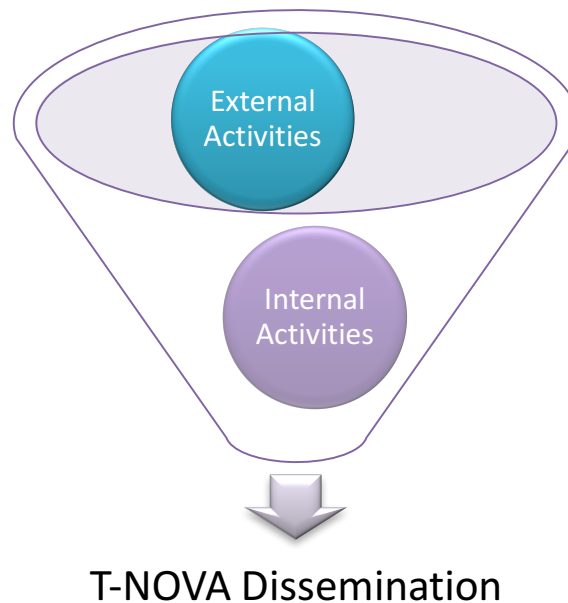 External
Activities
Internal
Activities
T-NOVA Dissemination